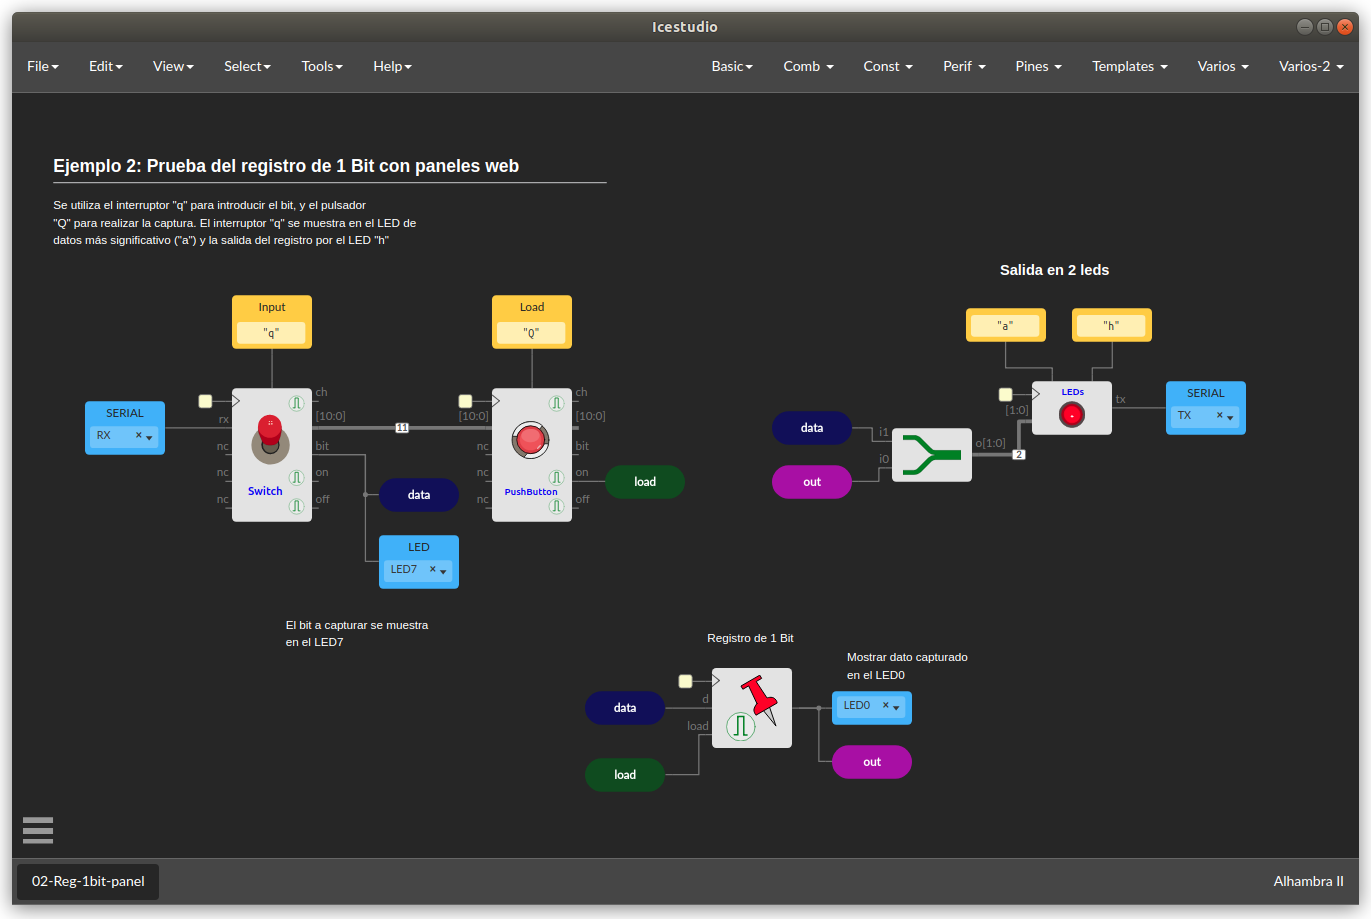 Icestudio
File Edit View Select Tools Help Basic Comb Const Perif Pines Templates Varios Varios-2
Ejemplo 2: Prueba del registro de 1 Bit con paneles web
Se utiliza el interruptor "q" para introducir el bit, y el pulsador
"Q" para realizar la captura. El interruptor "q" se muestra en el LED de
datos más significativo ("a") y la salida del registro por el LED "h"
Salida en 2 leds
Input
"q"
Load
"Q"
"a"
"h"
SERIAL
RX ×
rx
nc
nc
nc
Switch
ch
[10:0]
bit
on
off
11
data
LED
LED7 ×
[10:0]
nc
nc
nc
PushButton
ch
[10:0]
bit
on
off
load
data
out
i1
i0
o[1:0]
2
[1:0]
LEDs
tx
SERIAL
TX ×
El bit a capturar se muestra
en el LED7
Registro de 1 Bit
Mostrar dato capturado
en el LED0
data
load
d
load
LED0 ×
out
02-Reg-1bit-panel
Alhambra II